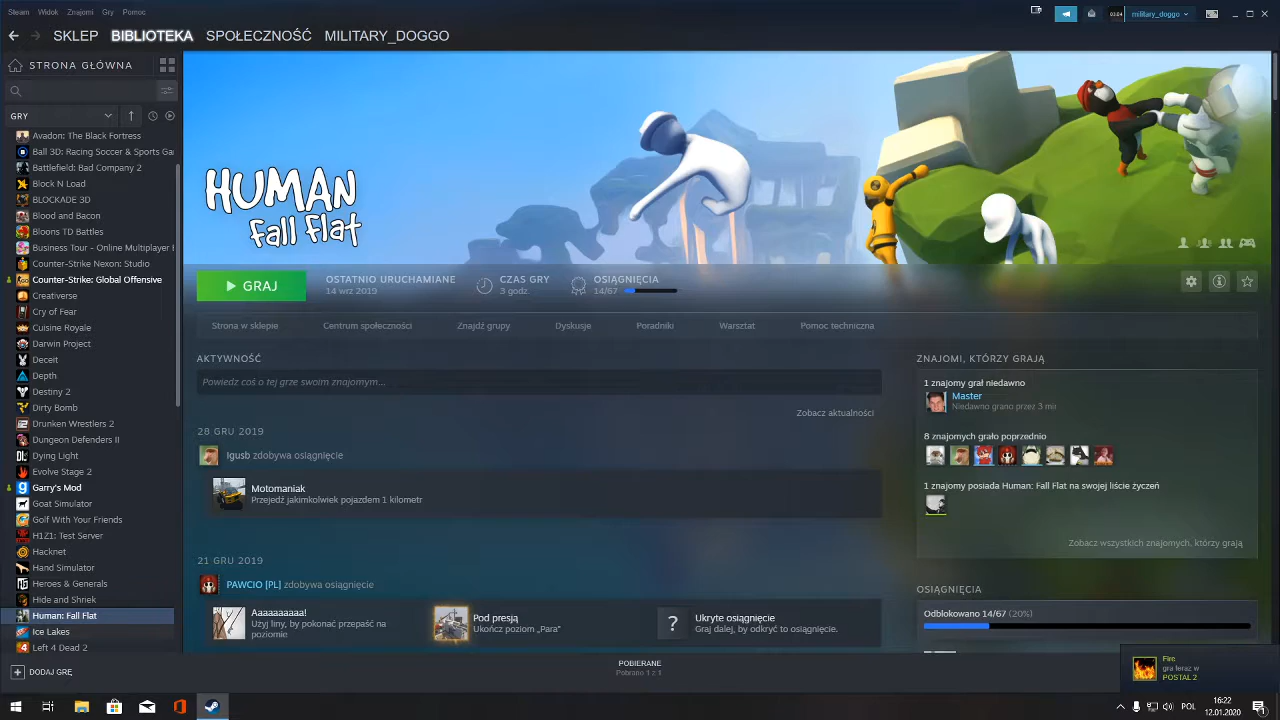 Steam Widok Znajomi Gry Pomoc
03:04 military_doggo
SKLEP BIBLIOTEKA SPOŁECZNOŚĆ MILITARY_DOGGO
STRONA GŁÓWNA
GRY
Avadon: The Black Fortress
Ball 3D: Racing Soccer & Sports Ga
Battlefield: Bad Company 2
Block N Load
BLOCKADE 3D
Blood and Bacon
Bloons TD Battles
Business Tour - Online Multiplayer B
Counter-Strike Nexon: Studio
Counter-Strike: Global Offensive
Creativerse
Cry of Fear
Cuisine Royale
Darwin Project
Deceit
Depth
Destiny 2
Dirty Bomb
Drunken Wrestlers 2
Dungeon Defenders II
Dying Light
Evolve Stage 2
Garry's Mod
Goat Simulator
Golf With Your Friends
H1Z1: Test Server
Hacknet
Hand Simulator
Heroes & Generals
Hide and Shriek
Human: Fall Flat
Ice Lakes
Left 4 Dead 2
DODAJ GRĘ
HUMAN
fall flat
GRAJ
OSTATNIO URUCHAMIANE
14 wrz 2019
CZAS GRY
3 godz.
OSIĄGNIĘCIA
14/67
Strona w sklepie Centrum społeczności Znajdź grupy Dyskusje Poradniki Warsztat Pomoc techniczna
AKTYWNOŚĆ
Powiedz coś o tej grze swoim znajomym...
Zobacz aktualności
28 GRU 2019
Igusb zdobywa osiągnięcie
Motomaniak
Przejedź jakimkolwiek pojazdem 1 kilometr
21 GRU 2019
PAWCIO [PL] zdobywa osiągnięcie
Aaaaaaaaaa!
Użyj liny, by pokonać przepaść na
poziomie
Pod presją
Ukończ poziom „Para”
?
Ukryte osiągnięcie
Graj dalej, by odkryć to osiągnięcie.
ZNAJOMI, KTÓRZY GRAJĄ
1 znajomy grał niedawno
Master
Niedawno grano przez 3 mir
8 znajomych grało poprzednio
1 znajomy posiada Human: Fall Flat na swojej liście życzeń
Zobacz wszystkich znajomych, którzy grają
OSIĄGNIĘCIA
Odblokowano 14/67 (20%)
POBIERANE
Pobrano 1 z 1
Fire
gra teraz w
POSTAL 2
POL
16:22
12.01.2020